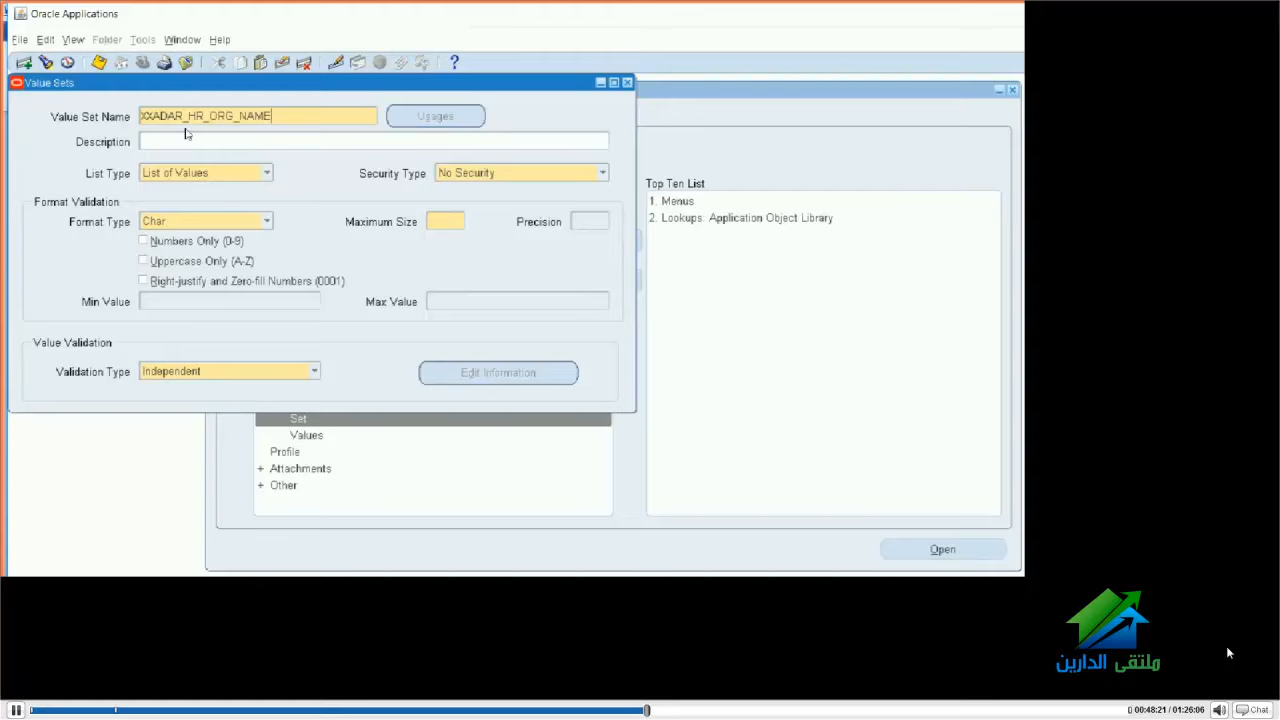 Oracle Applications
File Edit View Folder Tools Window Help
Value Sets
Value Set Name XXADAR_HR_ORG_NAME Usages
Description
List Type List of Values Security Type No Security
Format Validation
Format Type Char Maximum Size Precision
Numbers Only (0-9)
Uppercase Only (A-Z)
Right-justify and Zero-fill Numbers (0001)
Min Value Max Value
Value Validation
Validation Type Independent Edit Information
Top Ten List
1. Menus
2. Lookups: Application Object Library
Set
Values
Profile
+ Attachments
+ Other
Open
ملتقى الدارين
00:48:21 / 01:26:06 Chat